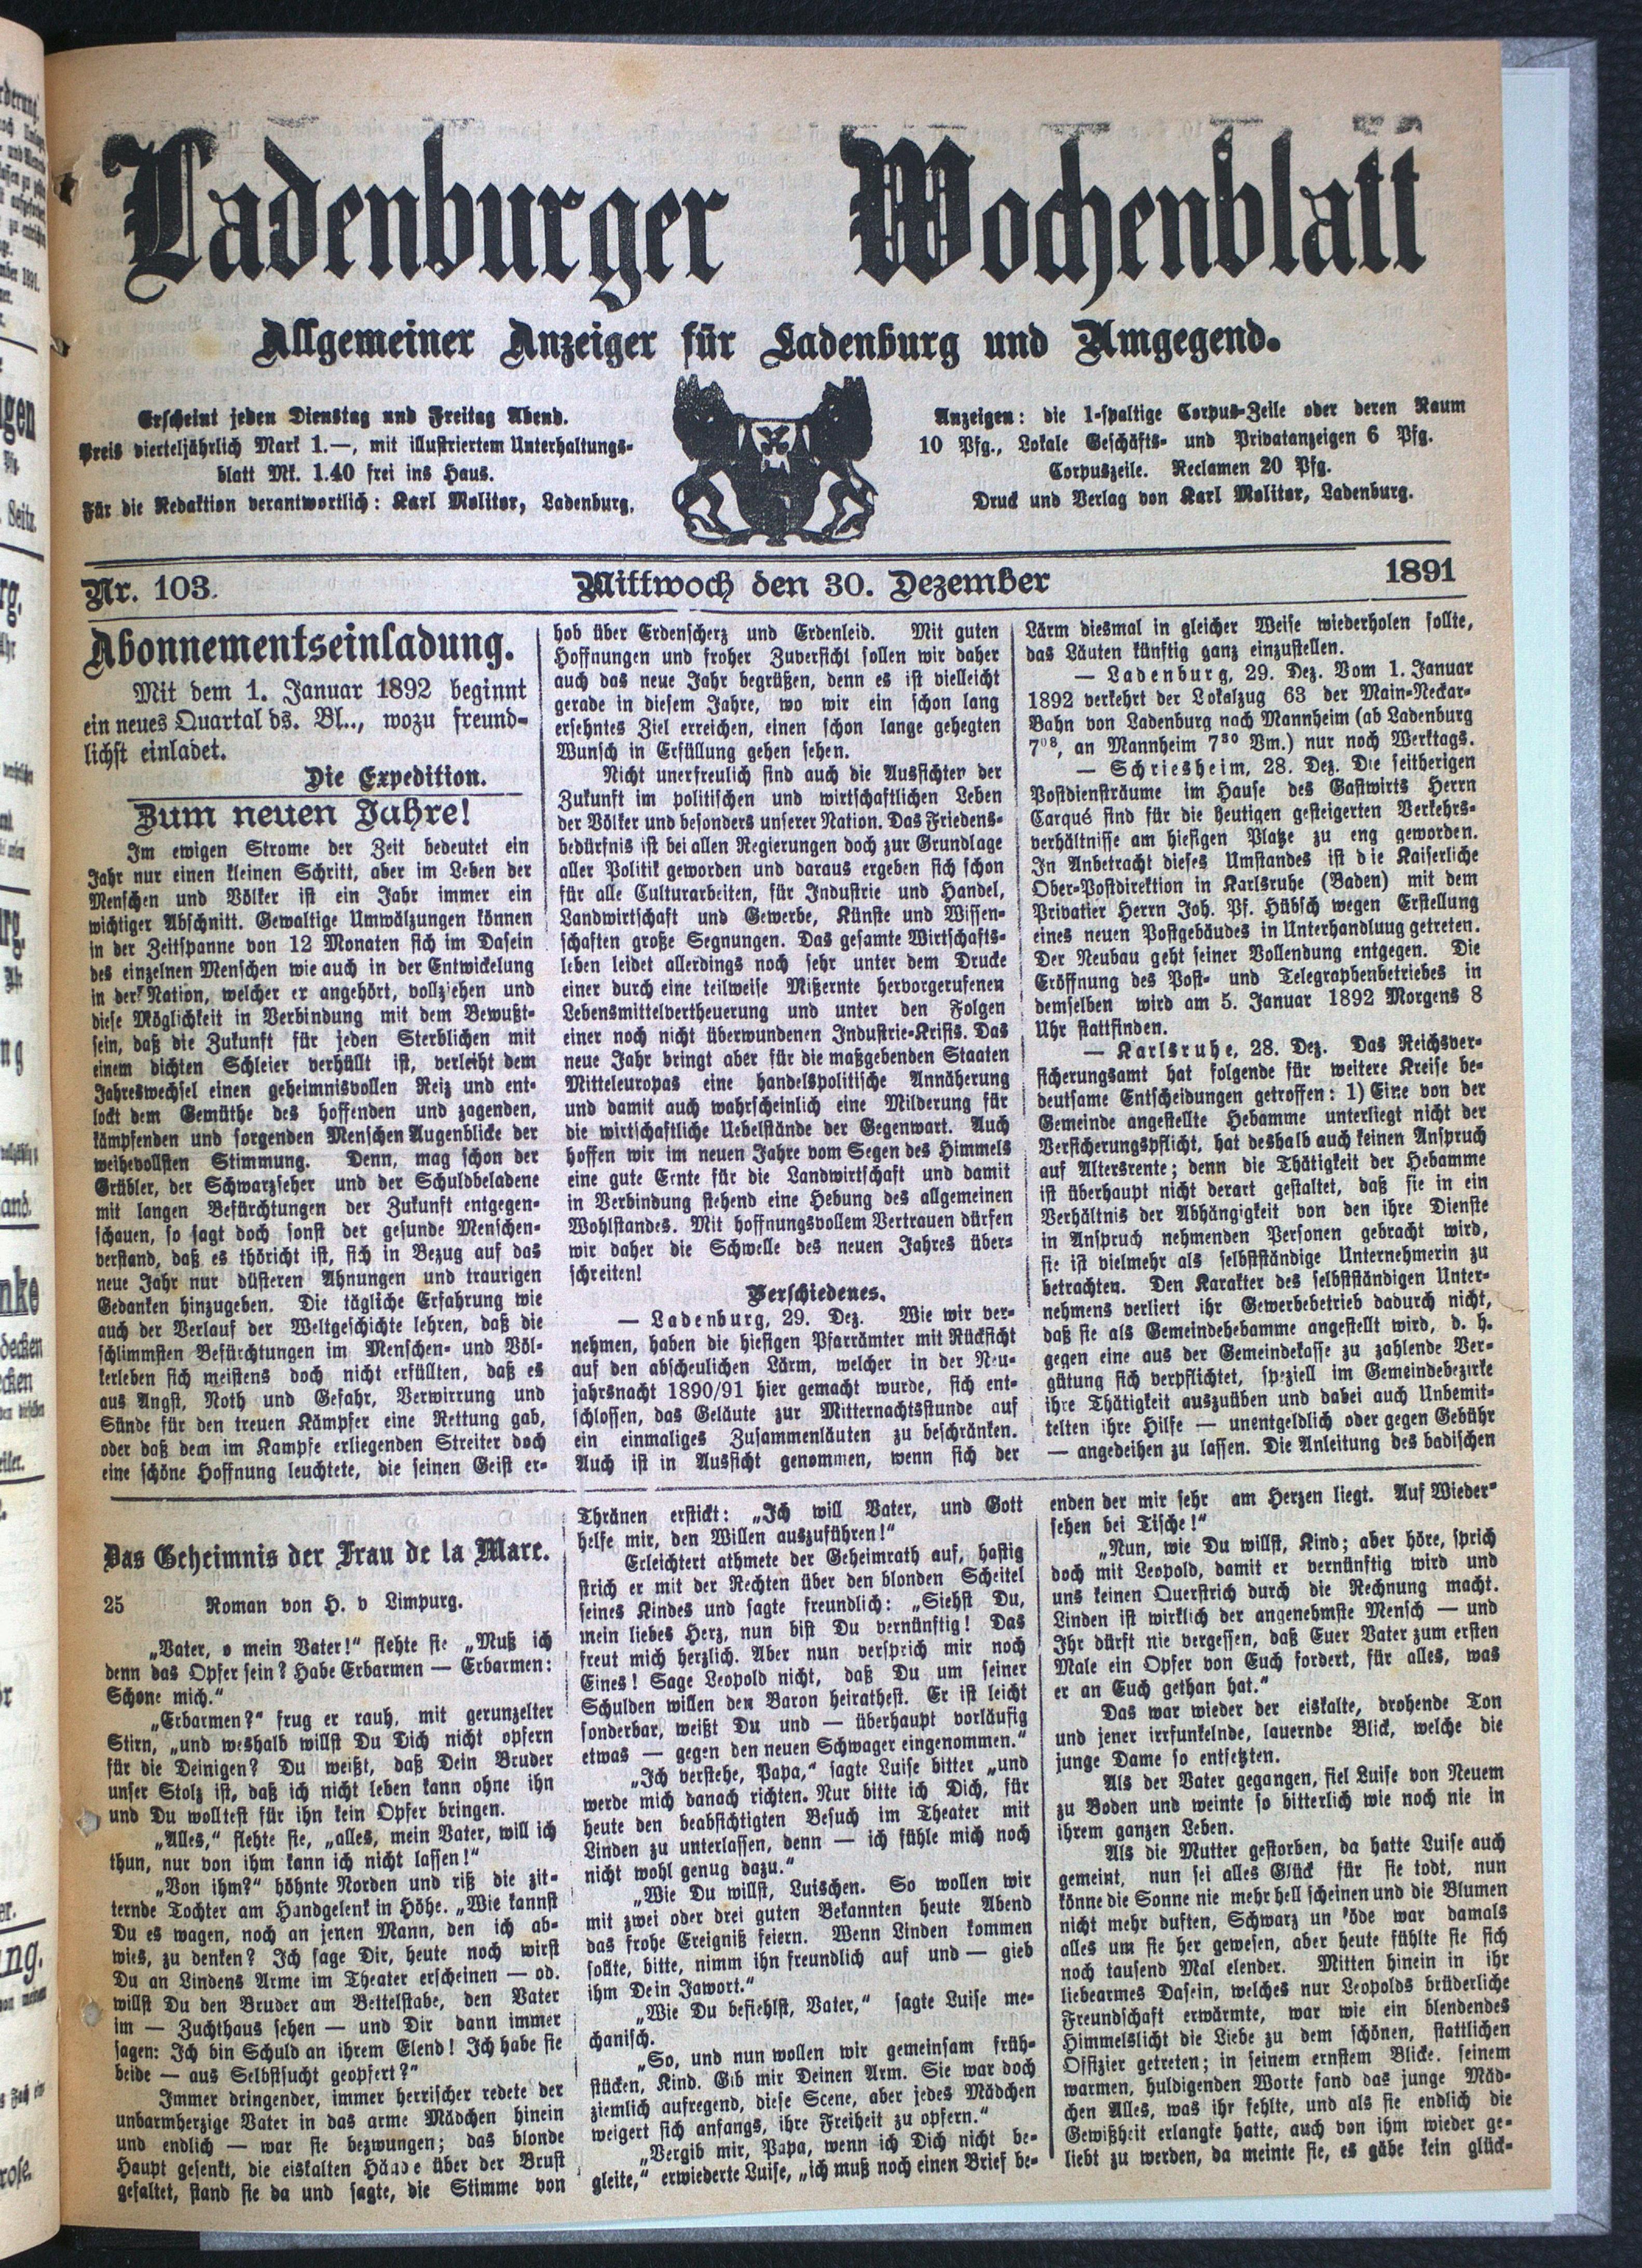 Ladenburger Wochenblatt
Allgemeiner Anzeiger für Ladenburg und Umgegend.
Erscheint jeden Dienstag und Freitag Abend.
Preis vierteljährlich Mark 1.—, mit illustriertem Unterhaltungs-
blatt Mk. 1.40 frei ins Haus.
Für die Redaktion verantwortlich: Karl Molitor, Ladenburg.
Anzeigen: die 1-spaltige Corpus-Zeile oder deren Raum
10 Pfg., Lokale Geschäfts- und Privatanzeigen 6 Pfg.
Corpuszeile. Reclamen 20 Pfg.
Druck und Verlag von Karl Molitor, Ladenburg.
Nr. 103.
Mittwoch den 30. Dezember
1891
Abonnementseinladung.
Mit dem 1. Januar 1892 beginnt
ein neues Quartal ds. Bl.., wozu freund-
lichst einladet.
Die Expedition.
Zum neuen Jahre!
Im ewigen Strome der Zeit bedeutet ein
Jahr nur einen kleinen Schritt, aber im Leben der
Menschen und Völker ist ein Jahr immer ein
wichtiger Abschnitt. Gewaltige Umwälzungen können
in der Zeitspanne von 12 Monaten sich im Dasein
des einzelnen Menschen wie auch in der Entwickelung
in der Nation, welcher er angehört, vollziehen und
diese Möglichkeit in Verbindung mit dem Bewußt-
sein, daß die Zukunft für jeden Sterblichen mit
einem dichten Schleier verhüllt ist, verleiht dem
Jahreswechsel einen geheimnisvollen Reiz und ent-
lockt dem Gemüthe des hoffenden und zagenden,
kämpfenden und sorgenden Menschen Augenblicke der
weihevollsten Stimmung. Denn, mag schon der
Grübler, der Schwarzseher und der Schuldbeladene
mit langen Befürchtungen der Zukunft entgegen-
schauen, so sagt doch sonst der gesunde Menschen-
verstand, daß es thöricht ist, sich in Bezug auf das
neue Jahr nur düsteren Ahnungen und traurigen
Gedanken hinzugeben. Die tägliche Erfahrung wie
auch der Verlauf der Weltgeschichte lehren, daß die
schlimmsten Befürchtungen im Menschen- und Völ-
kerleben sich meistens doch nicht erfüllten, daß es
aus Angst, Noth und Gefahr, Verwirrung und
Sünde für den treuen Kämpfer eine Rettung gab,
oder daß dem im Kampfe erliegenden Streiter doch
eine schöne Hoffnung leuchtete, die seinen Geist er-
hob über Erdenscherz und Erdenleid. Mit guten
Hoffnungen und froher Zuversicht sollen wir daher
auch das neue Jahr begrüßen, denn es ist vielleicht
gerade in diesem Jahre, wo wir ein schon lang
ersehntes Ziel erreichen, einen schon lange gehegten
Wunsch in Erfüllung gehen sehen.
Nicht unerfreulich sind auch die Aussichten der
Zukunft im politischen und wirtschaftlichen Leben
der Völker und besonders unserer Nation. Das Friedens-
bedürfnis ist bei allen Regierungen doch zur Grundlage
aller Politik geworden und daraus ergeben sich schon
für alle Culturarbeiten, für Industrie und Handel,
Landwirtschaft und Gewerbe, Künste und Wissen-
schaften große Segnungen. Das gesamte Wirtschafts-
leben leidet allerdings noch sehr unter dem Drucke
einer durch eine teilweise Mißernte hervorgerufenen
Lebensmittelvertheuerung und unter den Folgen
einer noch nicht überwundenen Industrie-Krisis. Das
neue Jahr bringt aber für die maßgebenden Staaten
Mitteleuropas eine handelspolitische Annäherung
und damit auch wahrscheinlich eine Milderung für
die wirtschaftliche Uebelstände der Gegenwart. Auch
hoffen wir im neuen Jahre vom Segen des Himmels
eine gute Ernte für die Landwirtschaft und damit
in Verbindung stehend eine Hebung des allgemeinen
Wohlstandes. Mit hoffnungsvollem Vertrauen dürfen
wir daher die Schwelle des neuen Jahres über-
schreiten!
Verschiedenes.
— Ladenburg, 29. Dez. Wie wir ver-
nehmen, haben die hiesigen Pfarrämter mit Rücksicht
auf den abscheulichen Lärm, welcher in der Neu-
jahrsnacht 1890/91 hier gemacht wurde, sich ent-
schlossen, das Geläute zur Mitternachtsstunde auf
ein einmaliges Zusammenläuten zu beschränken.
Auch ist in Aussicht genommen, wenn sich der
Lärm diesmal in gleicher Weise wiederholen sollte,
das Läuten künftig ganz einzustellen.
— Ladenburg, 29. Dez. Vom 1. Januar
1892 verkehrt der Lokalzug 63 der Main-Neckar-
Bahn von Ladenburg nach Mannheim (ab Ladenburg
7⁰⁸, an Mannheim 7³⁰ Vm.) nur noch Werktags.
— Schriesheim, 28. Dez. Die seitherigen
Postdiensträume im Hause des Gastwirts Herrn
Carqué sind für die heutigen gesteigerten Verkehrs-
verhältnisse am hiesigen Platze zu eng geworden.
In Anbetracht dieses Umstandes ist die Kaiserliche
Ober-Postdirektion in Karlsruhe (Baden) mit dem
Privatier Herrn Joh. Pf. Hübsch wegen Erstellung
eines neuen Postgebäudes in Unterhandlung getreten.
Der Neubau geht seiner Vollendung entgegen. Die
Eröffnung des Post- und Telegraphenbetriebes in
demselben wird am 5. Januar 1892 Morgens 8
Uhr stattfinden.
— Karlsruhe, 28. Dez. Das Reichsver-
sicherungsamt hat folgende für weitere Kreise be-
deutsame Entscheidungen getroffen: 1) Eine von der
Gemeinde angestellte Hebamme unterliegt nicht der
Versicherungspflicht, hat deshalb auch keinen Anspruch
auf Altersrente; denn die Thätigkeit der Hebamme
ist überhaupt nicht derart gestaltet, daß sie in ein
Verhältnis der Abhängigkeit von den ihre Dienste
in Anspruch nehmenden Personen gebracht wird,
sie ist vielmehr als selbstständige Unternehmerin zu
betrachten. Den Karakter des selbstständigen Unter-
nehmens verliert ihr Gewerbebetrieb dadurch nicht,
daß sie als Gemeindehebamme angestellt wird, d. h.
gegen eine aus der Gemeindekasse zu zahlende Ver-
gütung sich verpflichtet, speziell im Gemeindebezirke
ihre Thätigkeit auszuüben und dabei auch Unbemit-
telten ihre Hilfe — unentgeldlich oder gegen Gebühr
— angedeihen zu lassen. Die Anleitung des badischen
Das Geheimnis der Frau de la Mare.
25 Roman von H. v Limpurg.
„Vater, o mein Vater!“ flehte sie „Muß ich
denn das Opfer sein? Habe Erbarmen — Erbarmen:
Schone mich.“
„Erbarmen?“ frug er rauh, mit gerunzelter
Stirn, „und weshalb willst Du Dich nicht opfern
für die Deinigen? Du weißt, daß Dein Bruder
unser Stolz ist, daß ich nicht leben kann ohne ihn
und Du wolltest für ihn kein Opfer bringen.
„Alles,“ flehte sie, „alles, mein Vater, will ich
thun, nur von ihm kann ich nicht lassen!“
„Von ihm?“ höhnte Norden und riß die zit-
ternde Tochter am Handgelenk in Höhe. „Wie kannst
Du es wagen, noch an jenen Mann, den ich ab-
wies, zu denken? Ich sage Dir, heute noch wirst
Du an Lindens Arme im Theater erscheinen — od.
willst Du den Bruder am Bettelstabe, den Vater
im — Zuchthaus sehen — und Dir dann immer
sagen: Ich bin Schuld an ihrem Elend! Ich habe sie
beide — aus Selbstsucht geopfert?“
Immer dringender, immer herrischer redete der
unbarmherzige Vater in das arme Mädchen hinein
und endlich — war sie bezwungen; das blonde
Haupt gesenkt, die eiskalten Hände über der Brust
gefaltet, stand sie da und sagte, die Stimme von
Thränen erstickt: „Ich will Vater, und Gott
helfe mir, den Willen auszuführen!“
Erleichtert athmete der Geheimrath auf, hastig
strich er mit der Rechten über den blonden Scheitel
seines Kindes und sagte freundlich: „Siehst Du,
mein liebes Herz, nun bist Du vernünftig! Das
freut mich herzlich. Aber nun versprich mir noch
Eines! Sage Leopold nicht, daß Du um seiner
Schulden willen den Baron heirathest. Er ist leicht
sonderbar, weißt Du und — überhaupt vorläufig
etwas — gegen den neuen Schwager eingenommen.“
„Ich verstehe, Papa,“ sagte Luise bitter „und
werde mich danach richten. Nur bitte ich Dich, für
heute den beabsichtigten Besuch im Theater mit
Linden zu unterlassen, denn — ich fühle mich noch
nicht wohl genug dazu.“
„Wie Du willst, Luischen. So wollen wir
mit zwei oder drei guten Bekannten heute Abend
das frohe Ereigniß feiern. Wenn Linden kommen
sollte, bitte, nimm ihn freundlich auf und — gieb
ihm Dein Jawort.“
„Wie Du befiehlst, Vater,“ sagte Luise me-
chanisch.
„So, und nun wollen wir gemeinsam früh-
stücken, Kind. Gib mir Deinen Arm. Sie war doch
ziemlich aufregend, diese Scene, aber jedes Mädchen
weigert sich anfangs, ihre Freiheit zu opfern.“
„Vergib mir, Papa, wenn ich Dich nicht be-
gleite,“ erwiederte Luise, „ich muß noch einen Brief be-
enden der mir sehr am Herzen liegt. Auf Wieder-
sehen bei Tische!“
„Nun, wie Du willst, Kind; aber höre, sprich
doch mit Leopold, damit er vernünftig wird und
uns keinen Querstrich durch die Rechnung macht.
Linden ist wirklich der angenehmste Mensch — und
Ihr dürft nie vergessen, daß Euer Vater zum ersten
Male ein Opfer von Euch fordert, für alles, was
er an Euch gethan hat.“
Das war wieder der eiskalte, drohende Ton
und jener irrfunkelnde, lauernde Blick, welche die
junge Dame so entsetzten.
Als der Vater gegangen, fiel Luise von Neuem
zu Boden und weinte so bitterlich wie noch nie in
ihrem ganzen Leben.
Als die Mutter gestorben, da hatte Luise auch
gemeint, nun sei alles Glück für sie todt, nun
könne die Sonne nie mehr hell scheinen und die Blumen
nicht mehr duften, Schwarz un 'öde war damals
alles um sie her gewesen, aber heute fühlte sie sich
noch tausend Mal elender. Mitten hinein in ihr
liebearmes Dasein, welches nur Leopolds brüderliche
Freundschaft erwärmte, war wie ein blendendes
Himmelslicht die Liebe zu dem schönen, stattlichen
Offizier getreten; in seinem ernstem Blicke. seinem
warmen, huldigenden Worte fand das junge Mäd-
chen Alles, was ihr fehlte, und als sie endlich die
Gewißheit erlangte hatte, auch von ihm wieder ge-
liebt zu werden, da meinte sie, es gäbe kein glück-